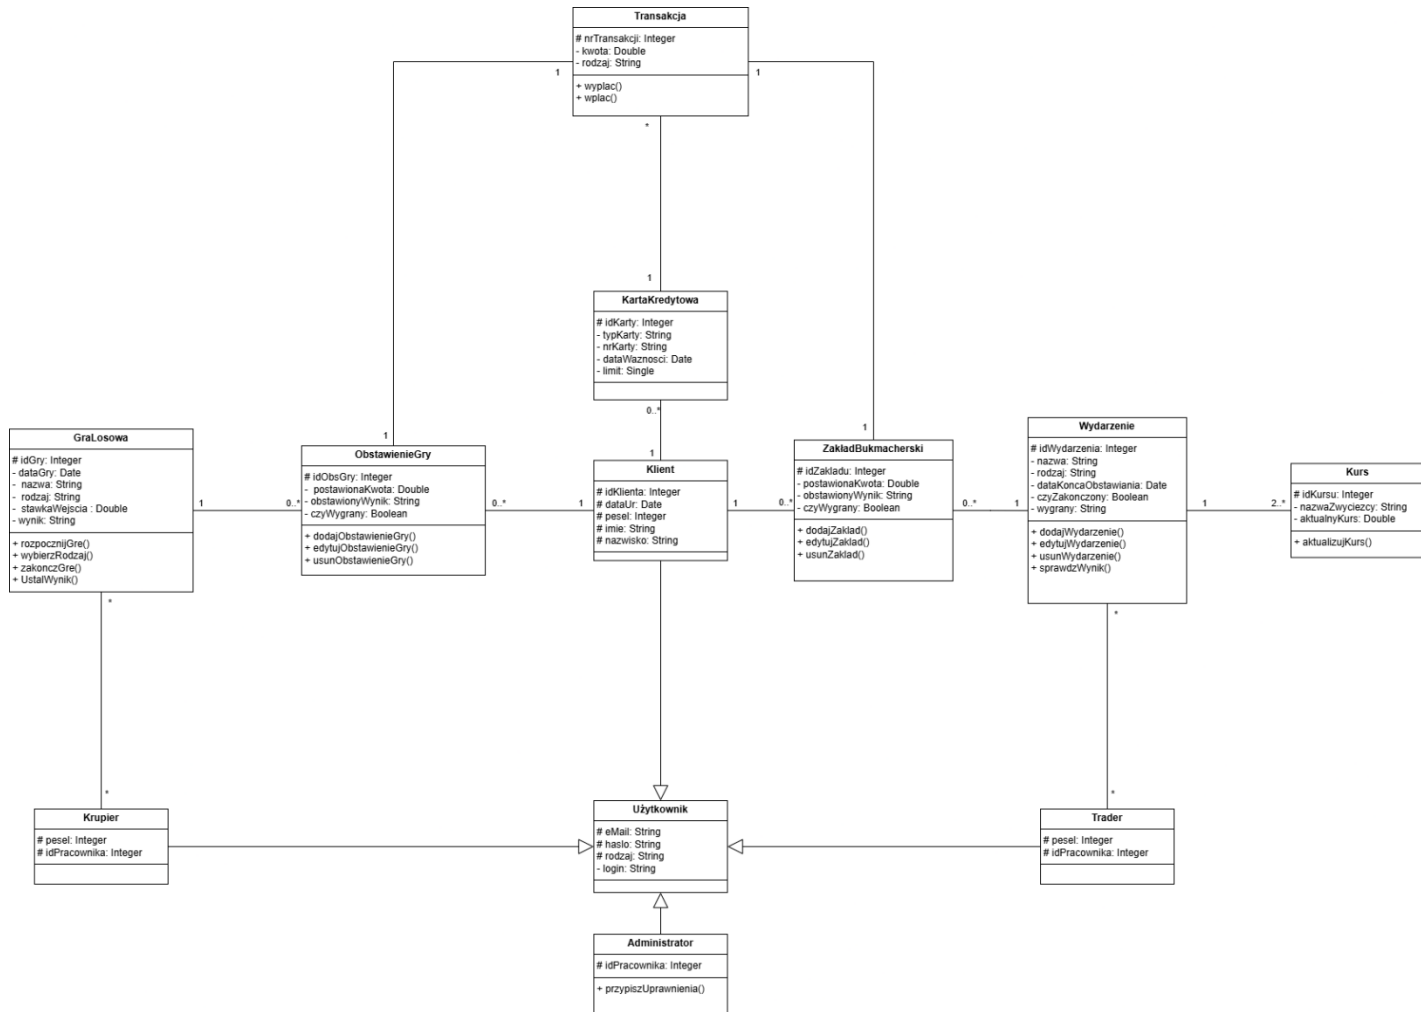 Transakcja
# nrTransakcji: Integer
- kwota: Double
- rodzaj: String
+ wyplac()
+ wplac()
1
1
*
1
KartaKredytowa
# idKarty: Integer
- typKarty: String
- nrKarty: String
- dataWaznosci: Date
- limit: Single
0..*
1
1
1
GraLosowa
# idGry: Integer
- dataGry: Date
- nazwa: String
- rodzaj: String
- stawkaWejscia : Double
- wynik: String
+ rozpocznijGre()
+ wybierzRodzaj()
+ zakonczGre()
+ UstalWynik()
1
0..*
ObstawienieGry
# idObsGry: Integer
- postawionaKwota: Double
- obstawionyWynik: String
- czyWygrany: Boolean
+ dodajObstawienieGry()
+ edytujObstawienieGry()
+ usunObstawienieGry()
0..*
1
Klient
# idKlienta: Integer
# dataUr: Date
# pesel: Integer
# imie: String
# nazwisko: String
1
0..*
ZakładBukmacherski
# idZakladu: Integer
- postawionaKwota: Double
- obstawionyWynik: String
- czyWygrany: Boolean
+ dodajZaklad()
+ edytujZaklad()
+ usunZaklad()
0..*
1
Wydarzenie
# idWydarzenia: Integer
- nazwa: String
- rodzaj: String
- dataKoncaObstawiania: Date
- czyZakonczony: Boolean
- wygrany: String
+ dodajWydarzenie()
+ edytujWydarzenie()
+ usunWydarzenie()
+ sprawdzWynik()
1
2..*
Kurs
# idKursu: Integer
- nazwaZwyciezcy: String
- aktualnyKurs: Double
+ aktualizujKurs()
*
*
*
*
Krupier
# pesel: Integer
# idPracownika: Integer
Użytkownik
# eMail: String
# haslo: String
# rodzaj: String
- login: String
Trader
# pesel: Integer
# idPracownika: Integer
Administrator
# idPracownika: Integer
+ przypiszUprawnienia()